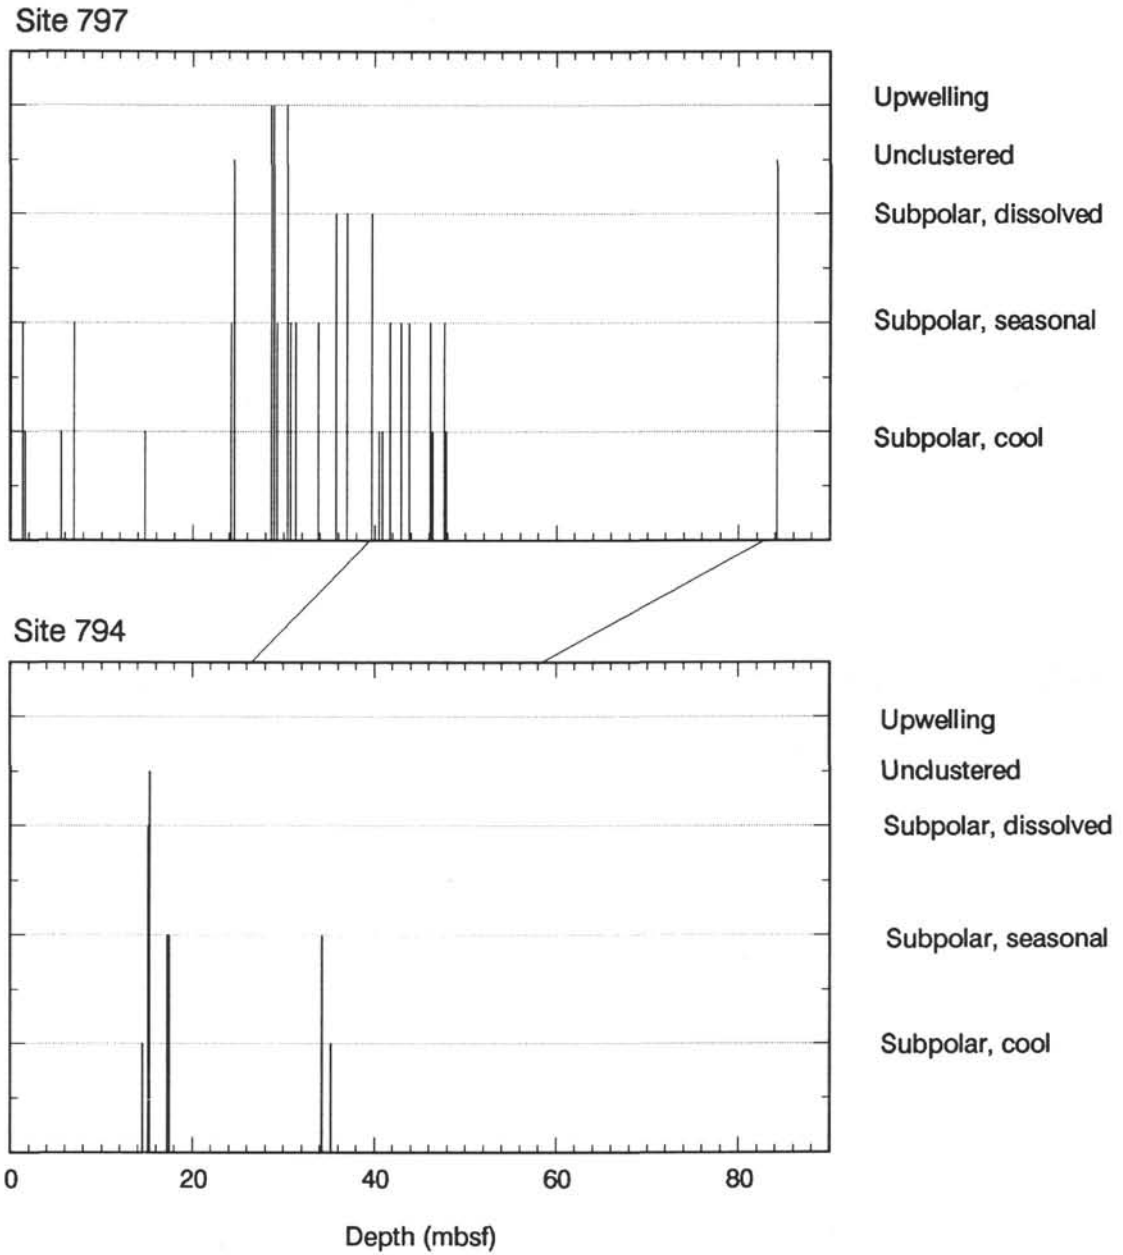 Site 797
Upwelling
Unclustered
Subpolar, dissolved
Subpolar, seasonal
Subpolar, cool
Site 794
Upwelling
Unclustered
Subpolar, dissolved
Subpolar, seasonal
Subpolar, cool
0 20 40 60 80
Depth (mbsf)